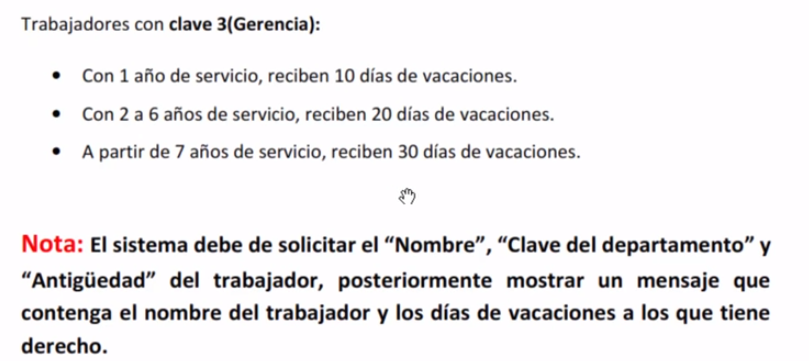 Trabajadores con clave 3(Gerencia):
• Con 1 año de servicio, reciben 10 días de vacaciones.
• Con 2 a 6 años de servicio, reciben 20 días de vacaciones.
• A partir de 7 años de servicio, reciben 30 días de vacaciones.
Nota: El sistema debe de solicitar el “Nombre”, “Clave del departamento” y
“Antigüedad” del trabajador, posteriormente mostrar un mensaje que
contenga el nombre del trabajador y los días de vacaciones a los que tiene
derecho.